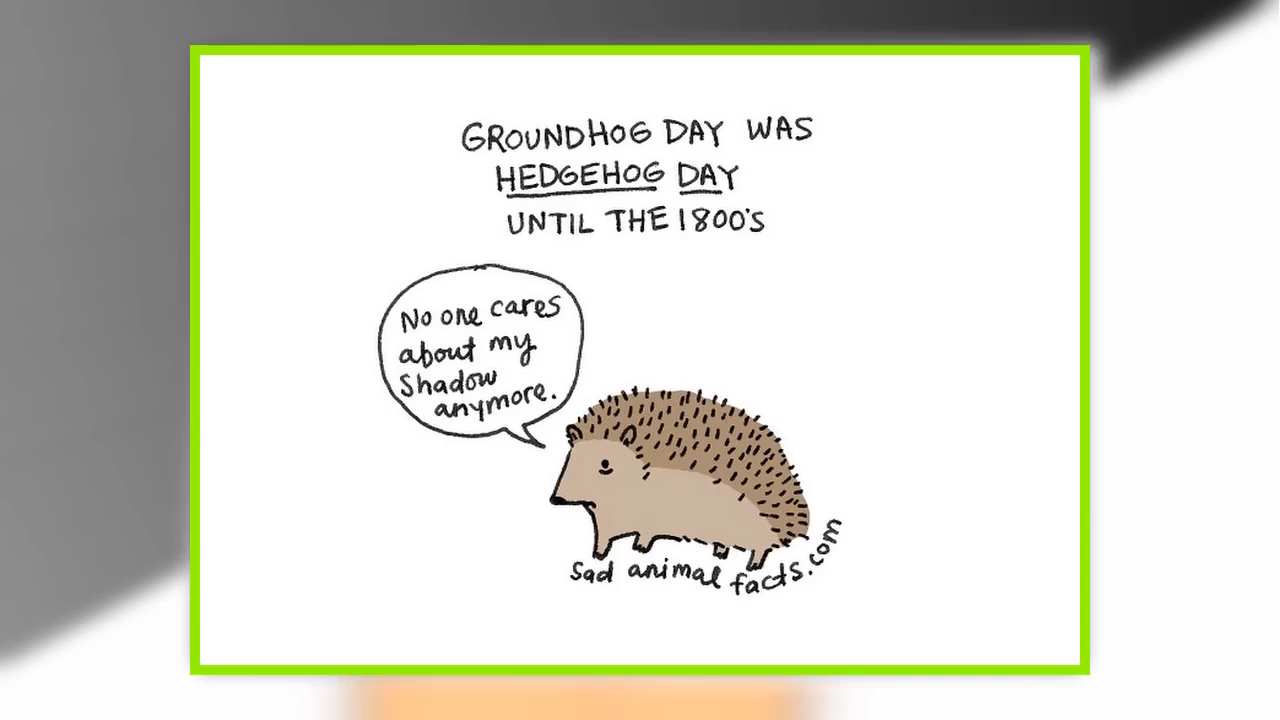 GROUNDHOG DAY WAS
HEDGEHOG DAY
UNTIL THE 1800'S
No one cares
about my
Shadow
anymore.
sad animal facts.com